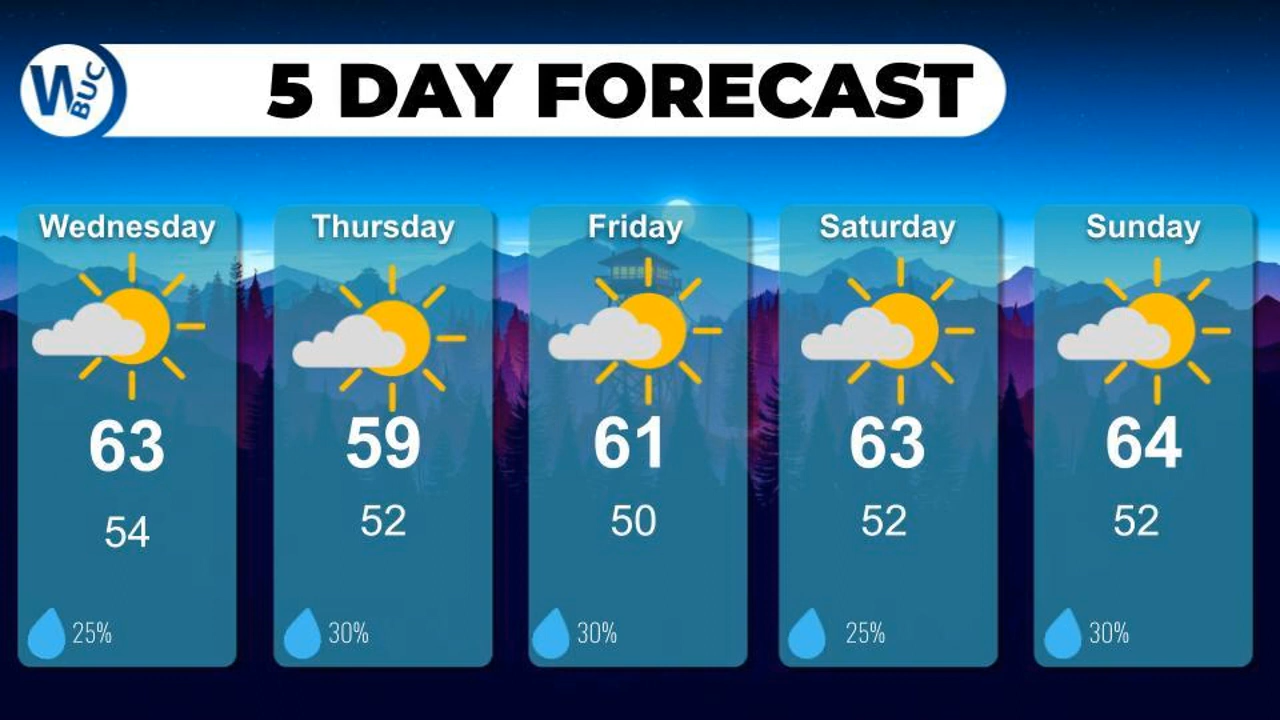 W BUC
5 DAY FORECAST
Wednesday
63
54
25%
Thursday
59
52
30%
Friday
61
50
30%
Saturday
63
52
25%
Sunday
64
52
30%